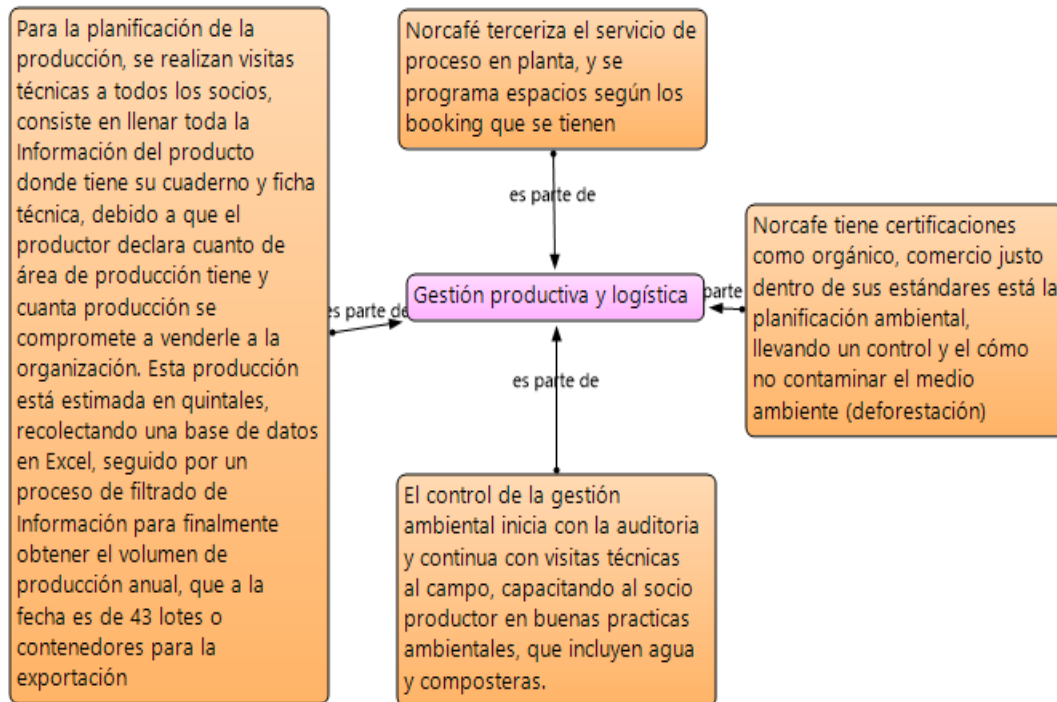 Para la planificación de la
producción, se realizan visitas
técnicas a todos los socios,
consiste en llenar toda la
Información del producto
donde tiene su cuaderno y ficha
técnica, debido a que el
productor declara cuanto de
área de producción tiene y
cuanta producción se
compromete a venderle a la
organización. Esta producción
está estimada en quintales,
recolectando una base de datos
en Excel, seguido por un
proceso de filtrado de
Información para finalmente
obtener el volumen de
producción anual, que a la
fecha es de 43 lotes o
contenedores para la
exportación
Norcafé terceriza el servicio de
proceso en planta, y se
programa espacios según los
booking que se tienen
es parte de
es parte de
Gestión productiva y logística
parte
es parte de
Norcafe tiene certificaciones
como orgánico, comercio justo
dentro de sus estándares está la
planificación ambiental,
llevando un control y el cómo
no contaminar el medio
ambiente (deforestación)
El control de la gestión
ambiental inicia con la auditoria
y continua con visitas técnicas
al campo, capacitando al socio
productor en buenas practicas
ambientales, que incluyen agua
y composteras.